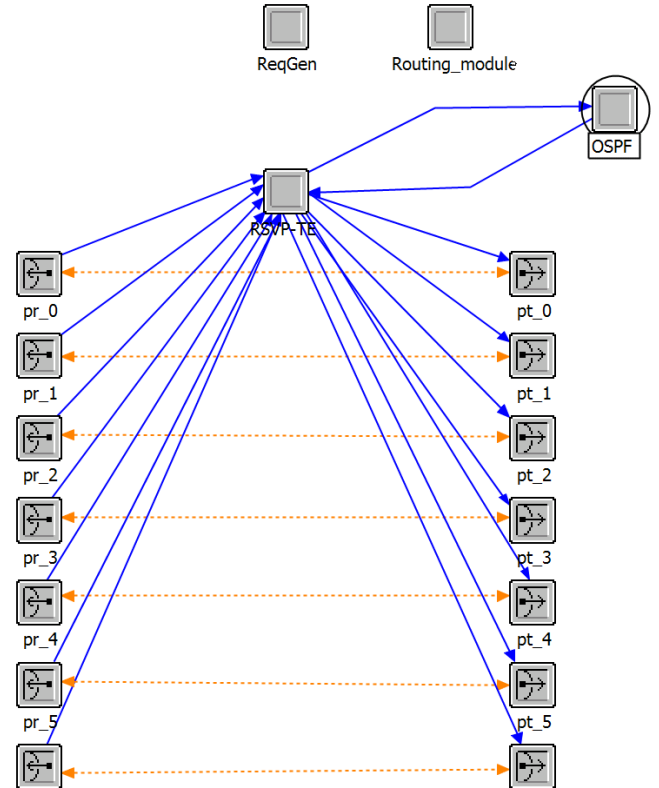 ReqGen
Routing_module
OSPF
RSVP-TE
pr_0
pt_0
pr_1
pt_1
pr_2
pt_2
pr_3
pt_3
pr_4
pt_4
pr_5
pt_5